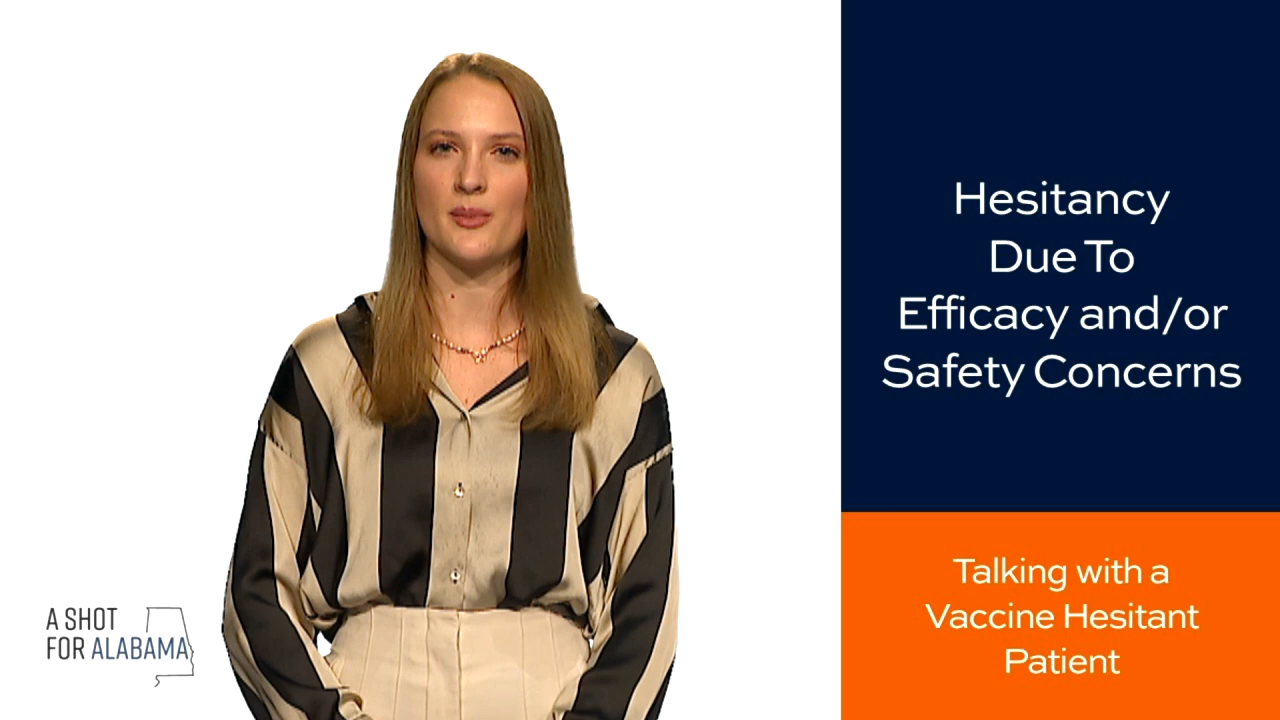 Hesitancy
Due To
Efficacy and/or
Safety Concerns
Talking with a
Vaccine Hesitant
Patient
A SHOT
FOR ALABAMA